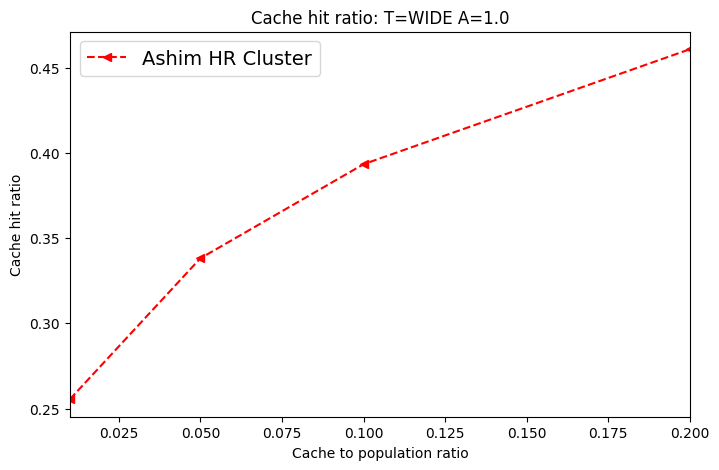 Cache hit ratio: T=WIDE A=1.0
Ashim HR Cluster
Cache hit ratio
0.45
0.40
0.35
0.30
0.25
0.025 0.050 0.075 0.100 0.125 0.150 0.175 0.200
Cache to population ratio